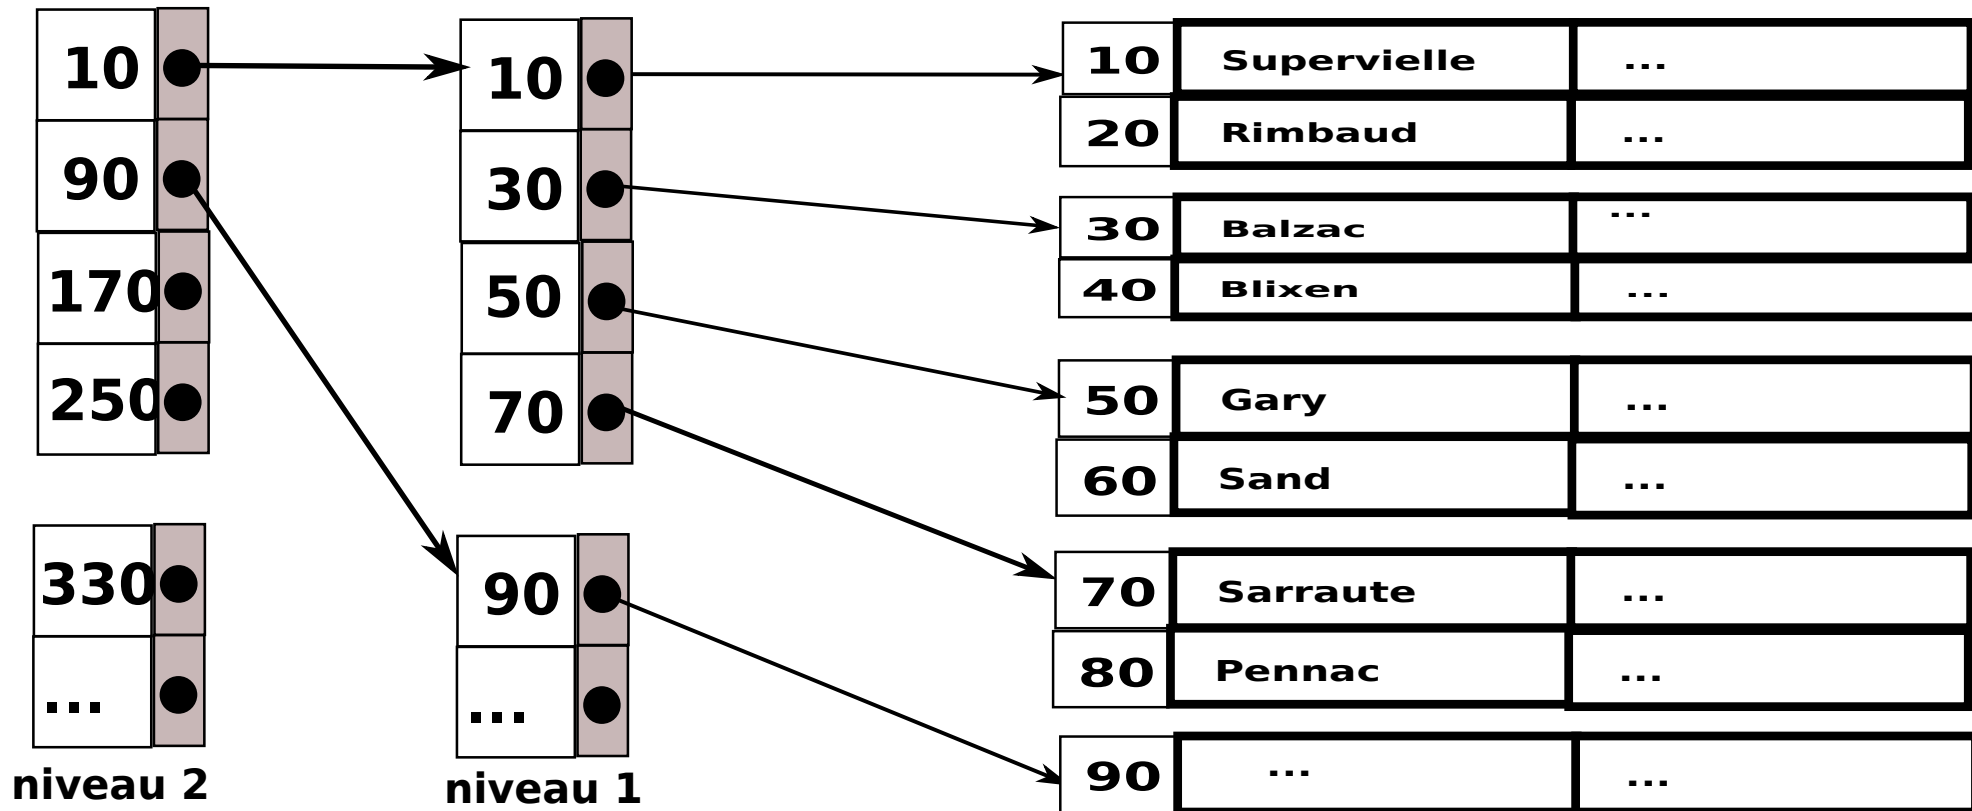 10
90
170
250
330
...
niveau 2
10
30
50
70
90
...
niveau 1
10 Supervielle ...
20 Rimbaud ...
30 Balzac ...
40 Blixen ...
50 Gary ...
60 Sand ...
70 Sarraute ...
80 Pennac ...
90 ... ...